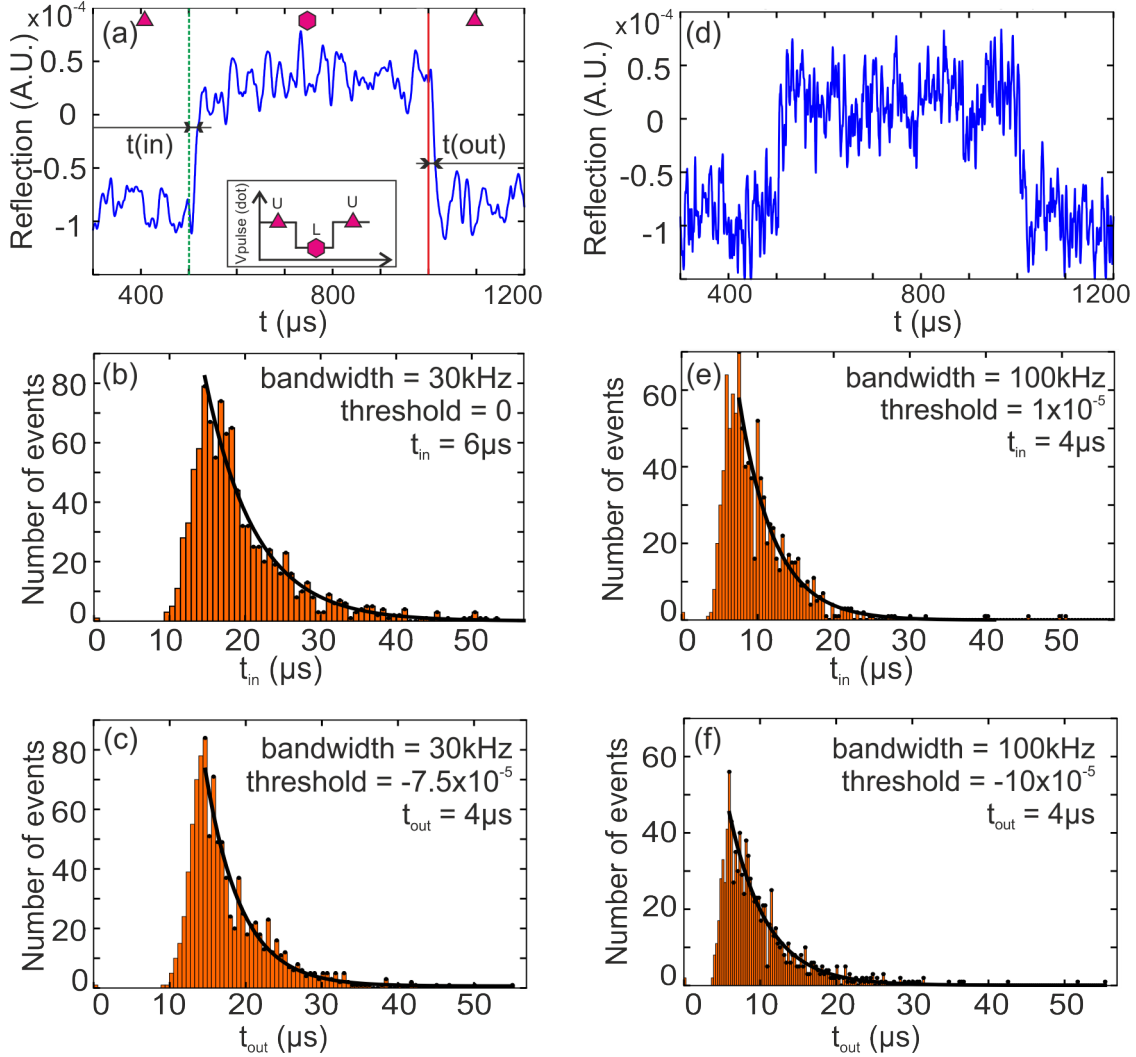 (a)
x10⁻⁴
Reflection (A.U.)
0.5
0
-0.5
-1
t(in)
t(out)
Vpulse (dot)
U
L
U
400
800
1200
t (µs)
(d)
x10⁻⁴
Reflection (A.U.)
0.5
0
-0.5
-1
400
800
1200
t (µs)
(b)
bandwidth = 30kHz
threshold = 0
t_in = 6µs
Number of events
80
60
40
20
0
0 10 20 30 40 50
t_in (µs)
(e)
bandwidth = 100kHz
threshold = 1x10⁻⁵
t_in = 4µs
Number of events
60
40
20
0
0 10 20 30 40 50
t_in (µs)
(c)
bandwidth = 30kHz
threshold = -7.5x10⁻⁵
t_out = 4µs
Number of events
80
60
40
20
0
0 10 20 30 40 50
t_out (µs)
(f)
bandwidth = 100kHz
threshold = -10x10⁻⁵
t_out = 4µs
Number of events
60
40
20
0
0 10 20 30 40 50
t_out (µs)